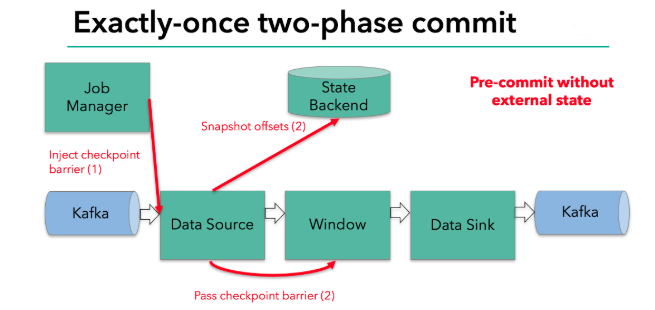 Exactly-once two-phase commit
Job
Manager
State
Backend
Pre-commit without
external state
Snapshot offsets (2)
Inject checkpoint
barrier (1)
Kafka
Data Source
Window
Data Sink
Kafka
Pass checkpoint barrier (2)